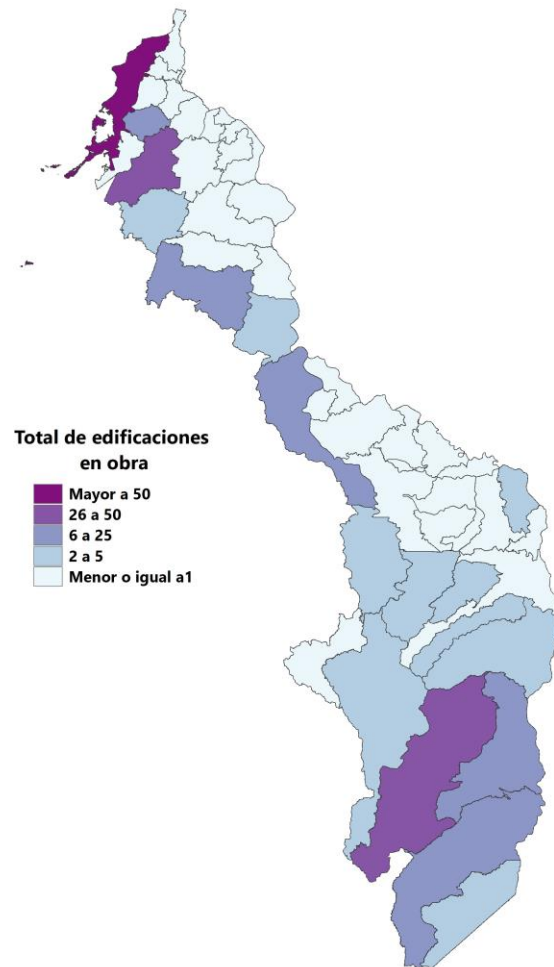 Total de edificaciones
en obra
Mayor a 50
26 a 50
6 a 25
2 a 5
Menor o igual a1